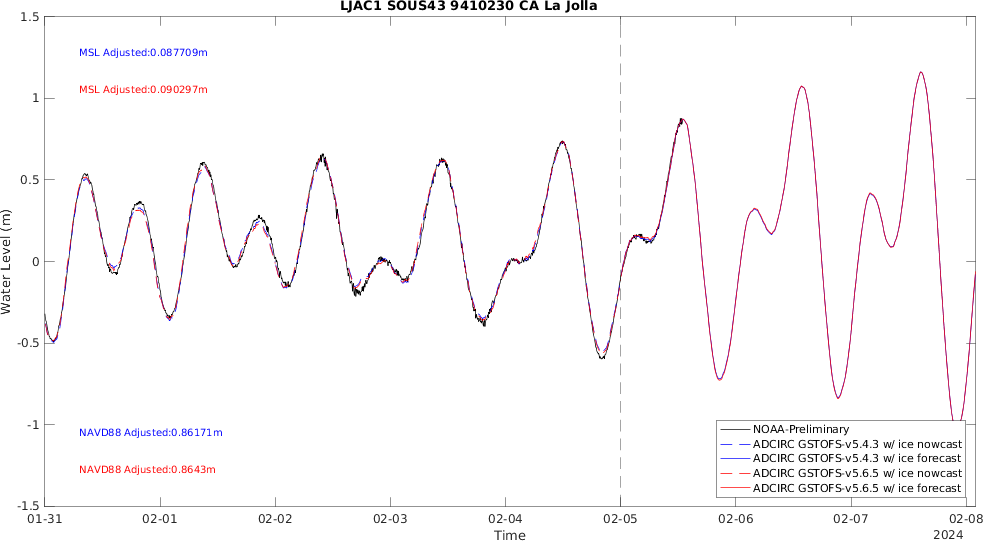 LJAC1 SOUS43 9410230 CA La Jolla
1.5
1
0.5
0
-0.5
-1
-1.5
Water Level (m)
MSL Adjusted:0.087709m
MSL Adjusted:0.090297m
NAVD88 Adjusted:0.86171m
NAVD88 Adjusted:0.8643m
NOAA-Preliminary
ADCIRC GSTOFS-v5.4.3 w/ ice nowcast
ADCIRC GSTOFS-v5.4.3 w/ ice forecast
ADCIRC GSTOFS-v5.6.5 w/ ice nowcast
ADCIRC GSTOFS-v5.6.5 w/ ice forecast
01-31 02-01 02-02 02-03 02-04 02-05 02-06 02-07 02-08
Time
2024